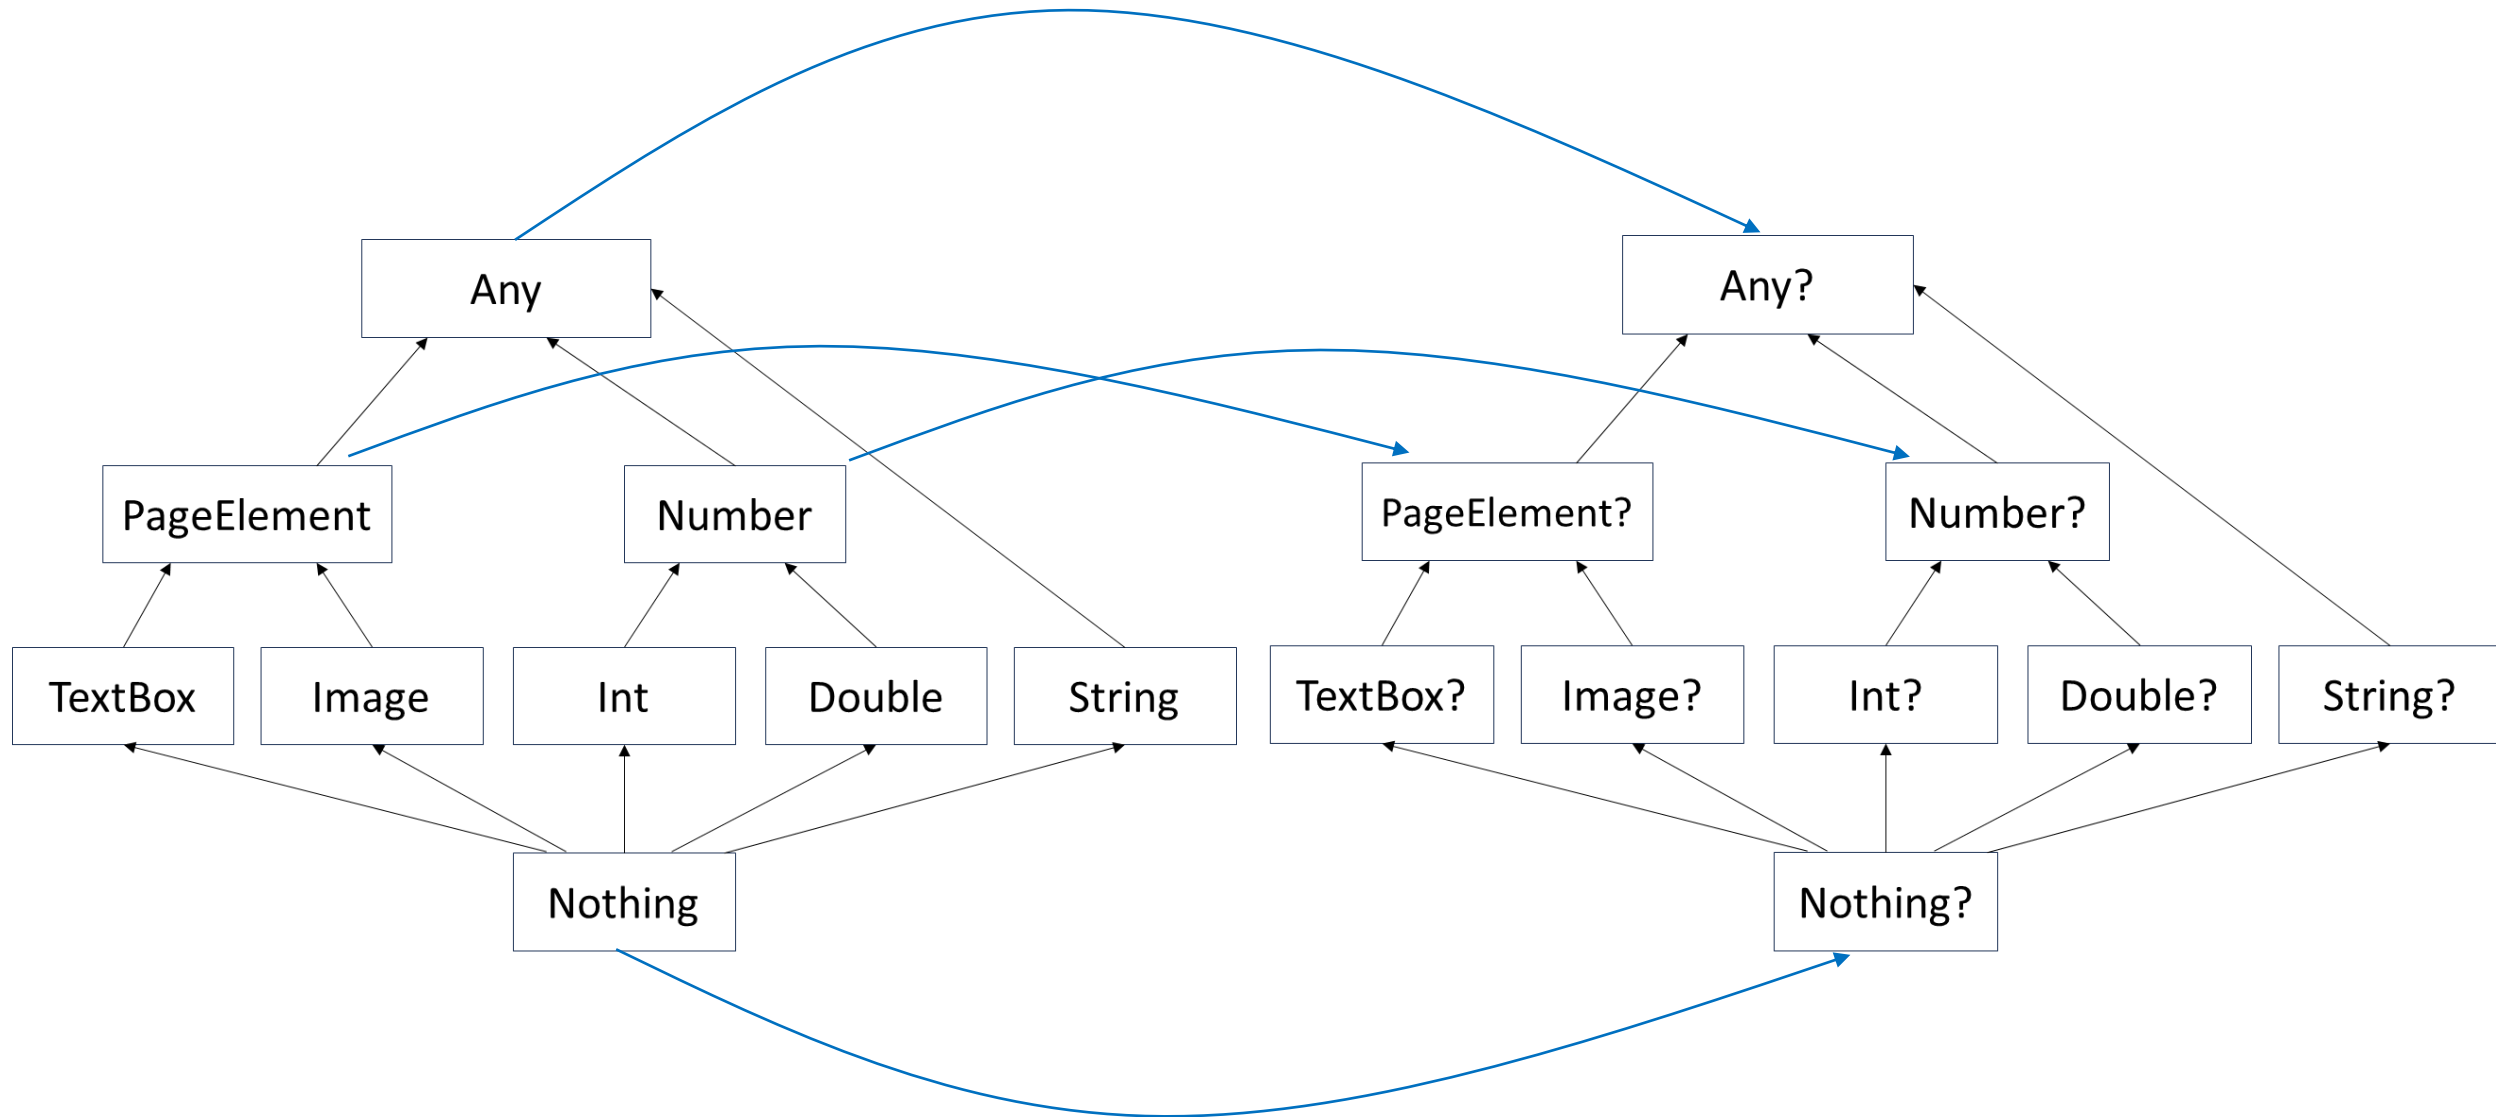 Any
Any?
PageElement
Number
PageElement?
Number?
TextBox
Image
Int
Double
String
TextBox?
Image?
Int?
Double?
String?
Nothing
Nothing?